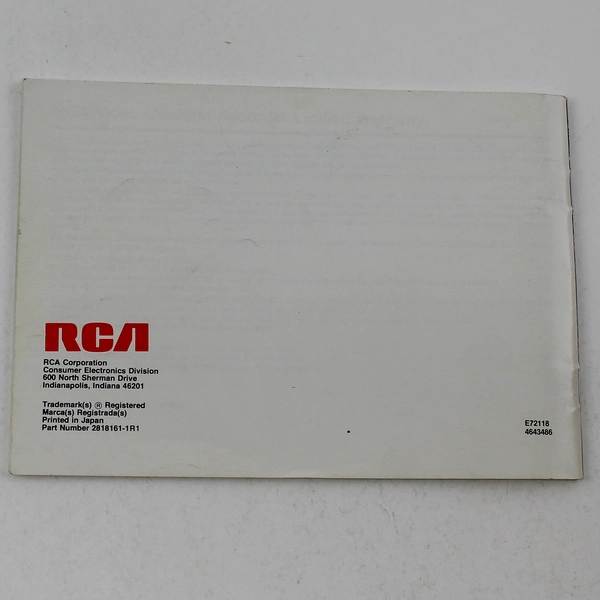 RCA
RCA Corporation
Consumer Electronics Division
600 North Sherman Drive
Indianapolis, Indiana 46201
Trademark(s) ® Registered
Marca(s) Registrada(s)
Printed in Japan
Part Number 2818161-1R1
E72118
4643486